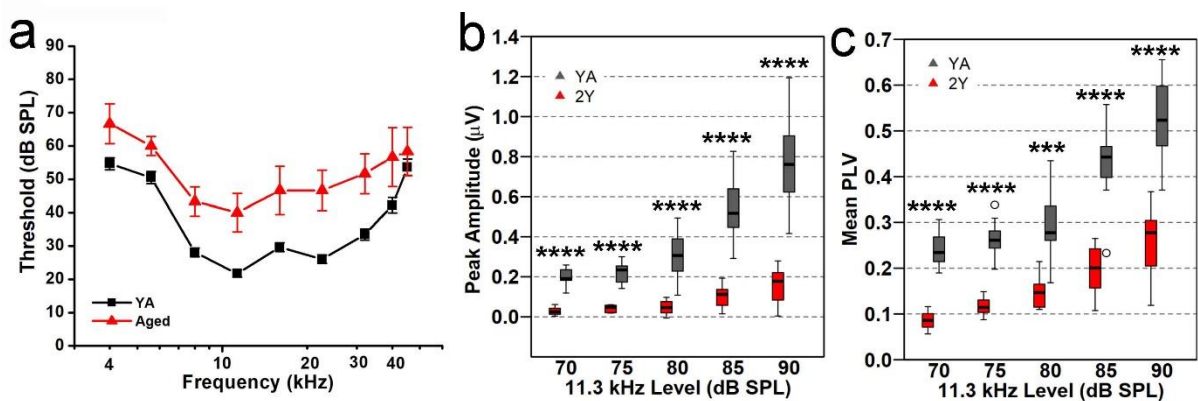 a
90
80
70
60
50
40
30
20
10
0
Threshold (dB SPL)
YA
Aged
4 10 20 30 40
Frequency (kHz)
b
1.4
1.2
1.0
0.8
0.6
0.4
0.2
0.0
Peak Amplitude (μV)
YA
2Y
**** **** **** **** ****
70 75 80 85 90
11.3 kHz Level (dB SPL)
c
0.7
0.6
0.5
0.4
0.3
0.2
0.1
0.0
Mean PLV
YA
2Y
**** **** *** **** ****
70 75 80 85 90
11.3 kHz Level (dB SPL)